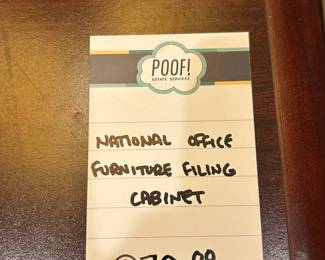 POOF!
ESTATE SERVICES
NATIONAL OFFICE
FURNITURE FILING
CABINET